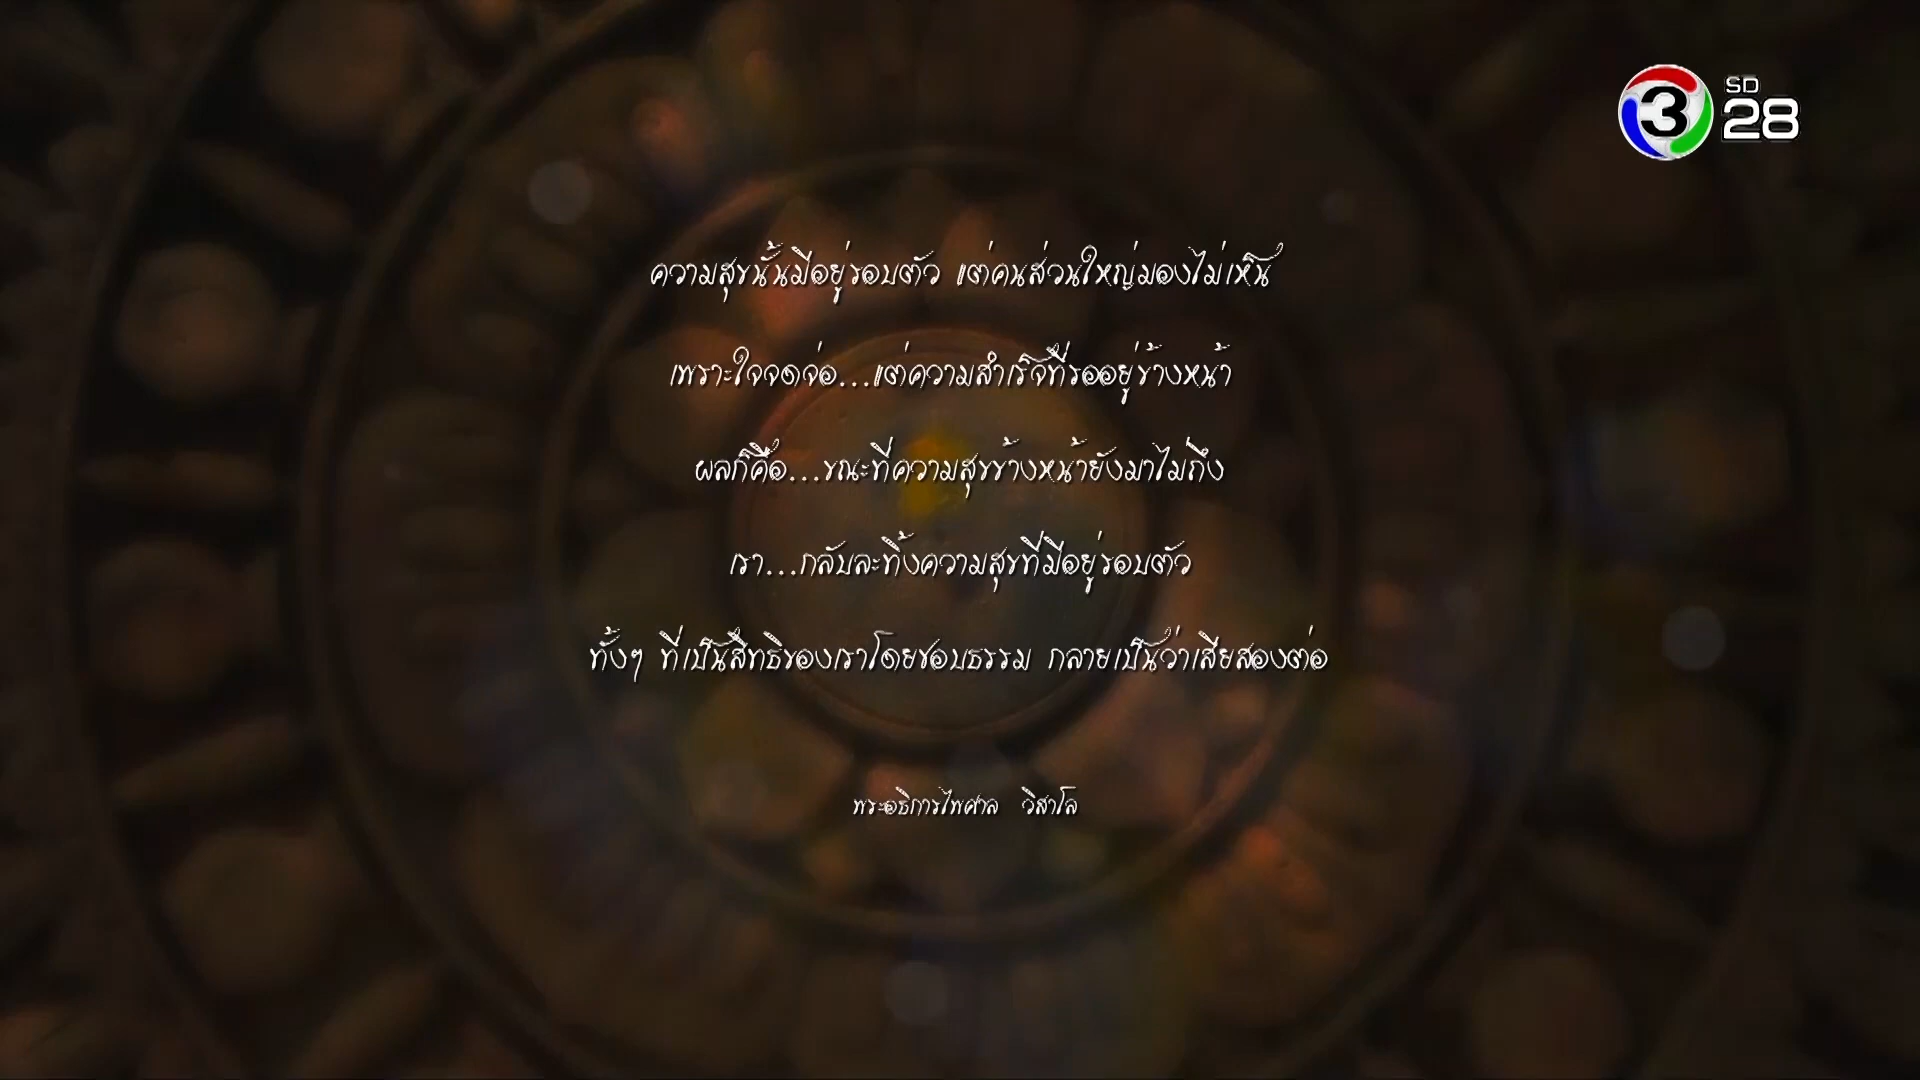 3 SD
28
ความสุขนั้นมีอยู่รอบตัว แต่คนส่วนใหญ่มองไม่เห็น
เพราะใจจดจ่อ...แต่ความสำเร็จที่รออยู่ข้างหน้า
ผลก็คือ...ขณะที่ความสุขข้างหน้ายังมาไม่ถึง
เรา...กลับละทิ้งความสุขที่มีอยู่รอบตัว
ทั้งๆ ที่เป็นสิทธิของเราโดยชอบธรรม กลายเป็นว่าเสียสองต่อ
พระอธิการไพศาล วิสาโล